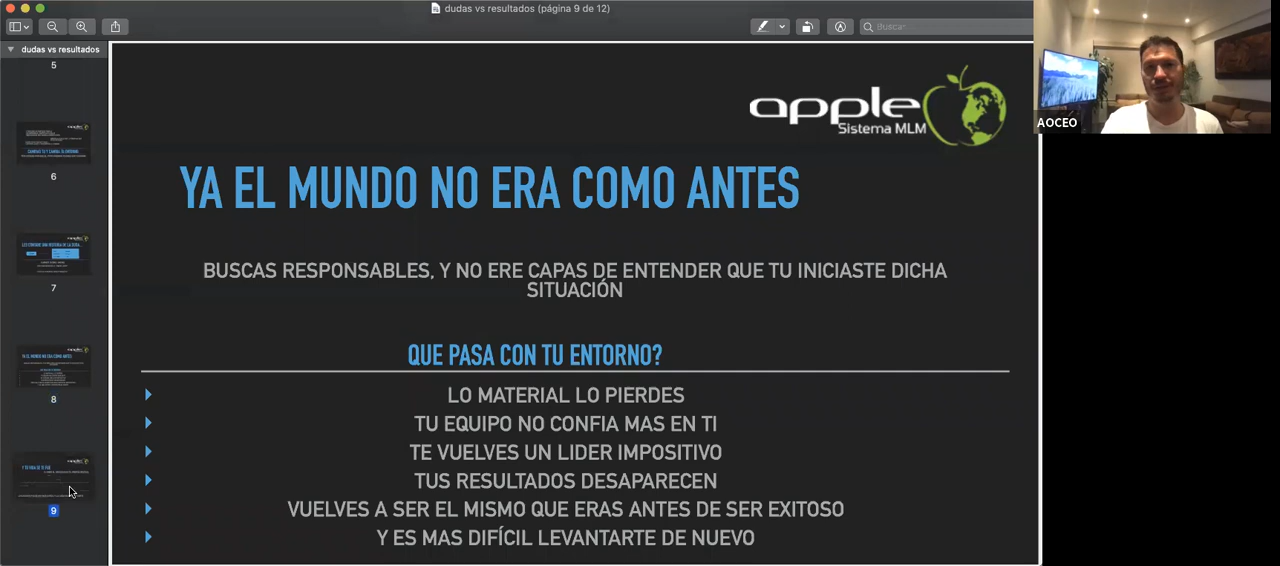 dudas vs resultados (página 9 de 12)
Buscar
dudas vs resultados
5
6
7
8
9
apple
Sistema MLM
YA EL MUNDO NO ERA COMO ANTES
BUSCAS RESPONSABLES, Y NO ERE CAPAS DE ENTENDER QUE TU INICIASTE DICHA
SITUACIÓN
QUE PASA CON TU ENTORNO?
LO MATERIAL LO PIERDES
TU EQUIPO NO CONFIA MAS EN TI
TE VUELVES UN LIDER IMPOSITIVO
TUS RESULTADOS DESAPARECEN
VUELVES A SER EL MISMO QUE ERAS ANTES DE SER EXITOSO
Y ES MAS DIFÍCIL LEVANTARTE DE NUEVO
AOCEO